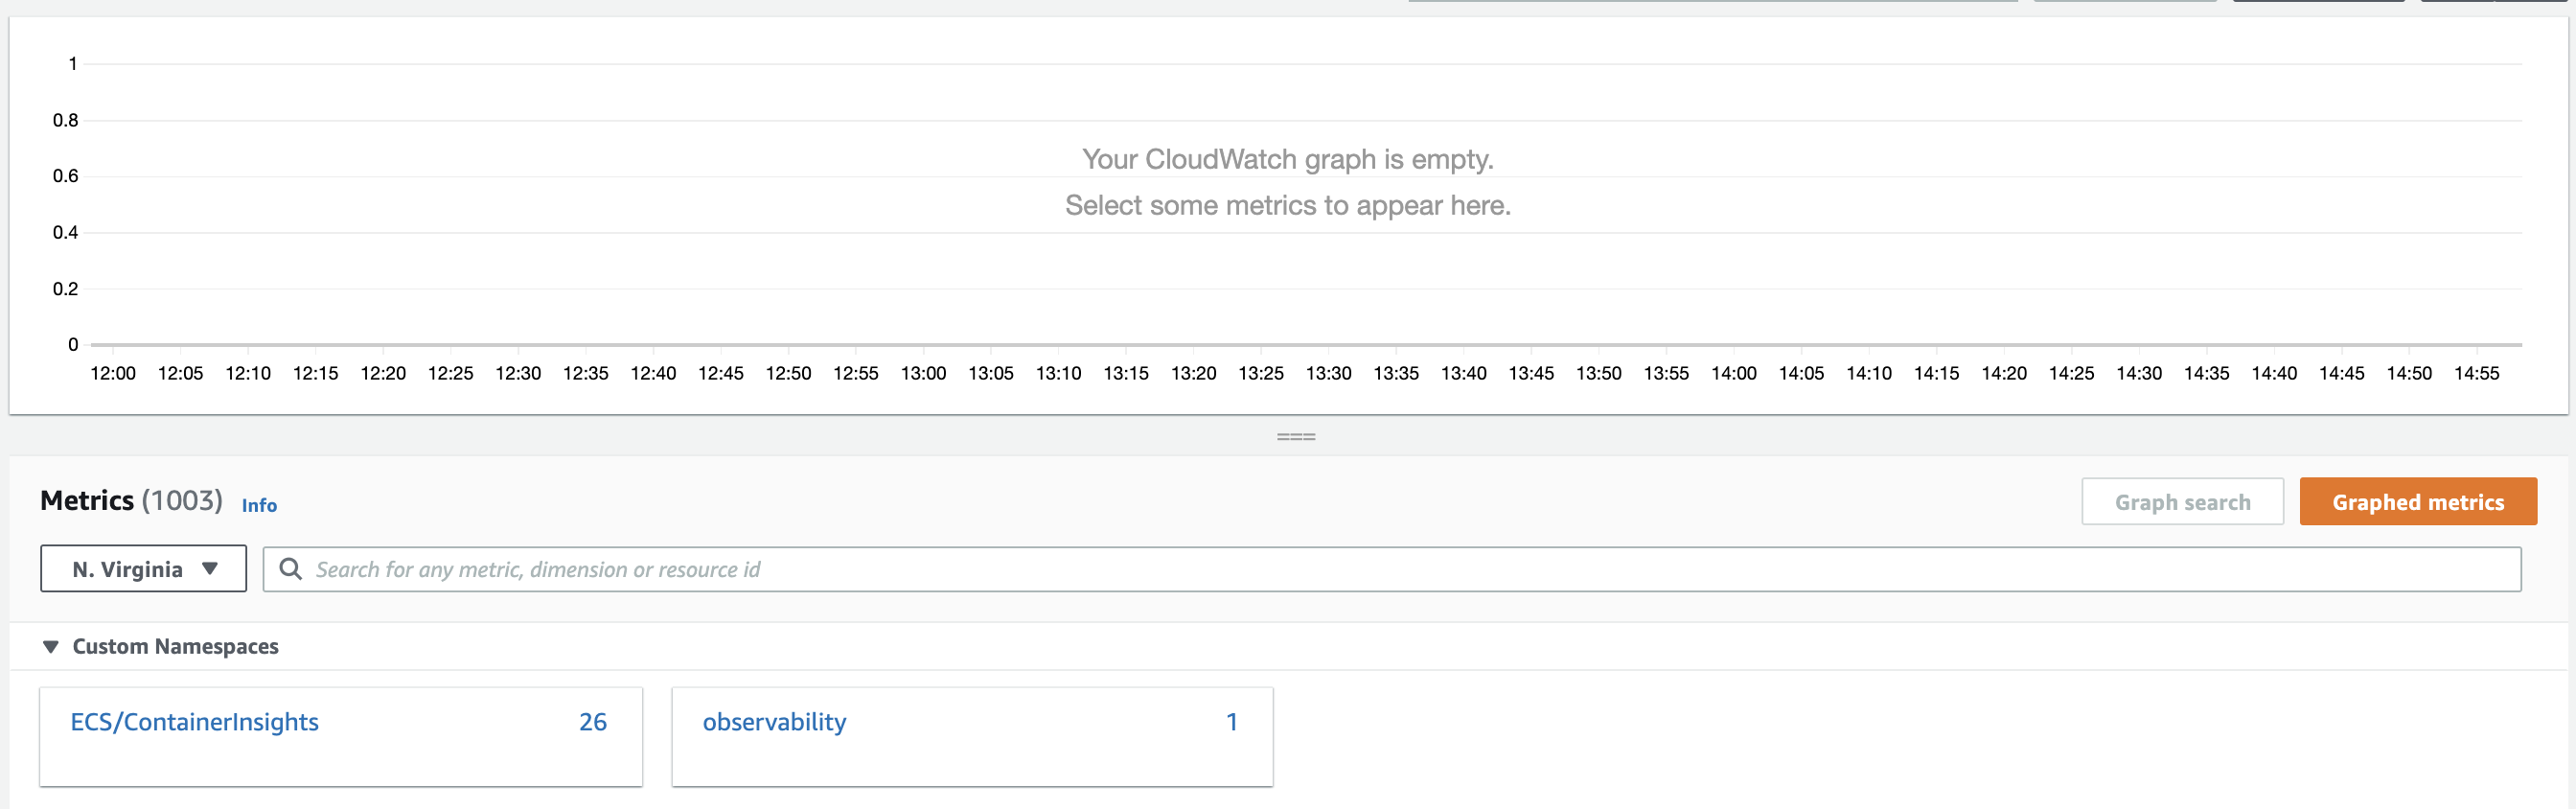 1
0.8
0.6
0.4
0.2
0
Your CloudWatch graph is empty.
Select some metrics to appear here.
12:00 12:05 12:10 12:15 12:20 12:25 12:30 12:35 12:40 12:45 12:50 12:55 13:00 13:05 13:10 13:15 13:20 13:25 13:30 13:35 13:40 13:45 13:50 13:55 14:00 14:05 14:10 14:15 14:20 14:25 14:30 14:35 14:40 14:45 14:50 14:55
Metrics (1003) Info
Graph search Graphed metrics
N. Virginia Search for any metric, dimension or resource id
Custom Namespaces
ECS/ContainerInsights 26 observability 1